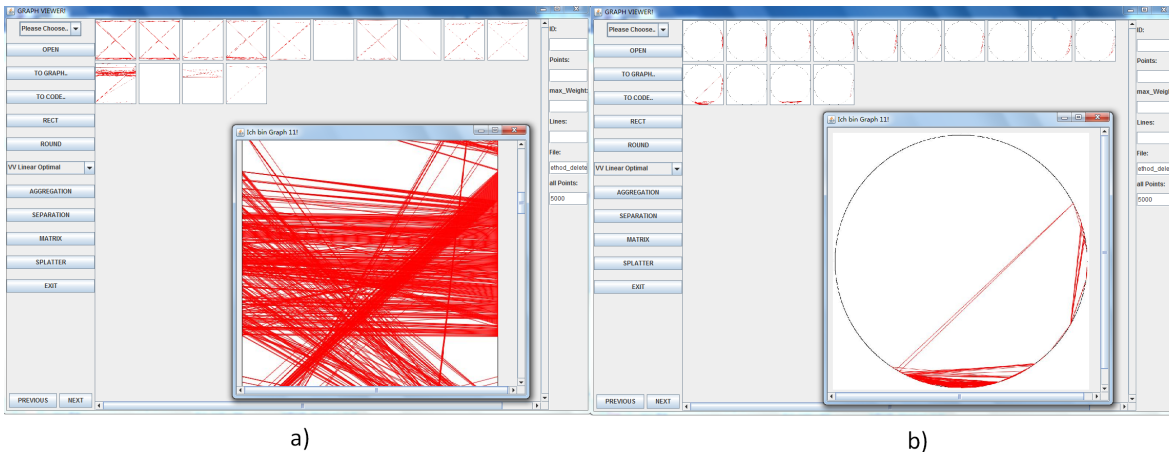 GRAPH VIEWER!
Please Choose..
OPEN
TO GRAPH..
TO CODE..
RECT
ROUND
VV Linear Optimal
AGGREGATION
SEPARATION
MATRIX
SPLATTER
EXIT
PREVIOUS NEXT
Ich bin Graph 11!
ID:
Points:
max_Weight:
Lines:
File:
ethod_delete
all Points:
5000
a)
GRAPH VIEWER!
Please Choose..
OPEN
TO GRAPH..
TO CODE..
RECT
ROUND
VV Linear Optimal
AGGREGATION
SEPARATION
MATRIX
SPLATTER
EXIT
PREVIOUS NEXT
Ich bin Graph 11!
ID:
Points:
max_Weight:
Lines:
File:
ethod_dele
all Points:
5000
b)